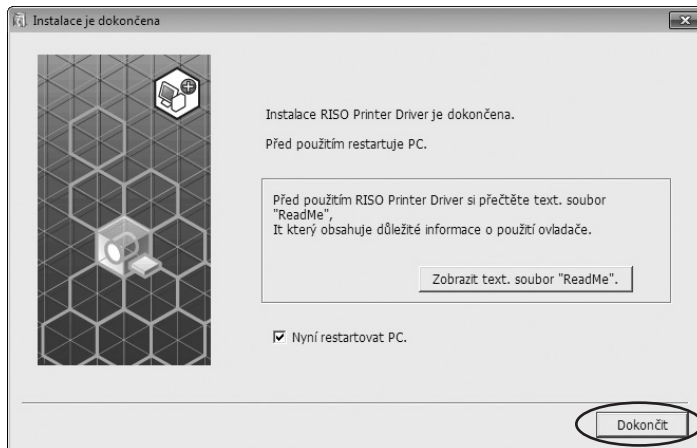 Instalace je dokončena
Instalace RISO Printer Driver je dokončena.
Před použitím restartuje PC.
Před použitím RISO Printer Driver si přečtěte text. soubor
"ReadMe",
It který obsahuje důležité informace o použití ovladače.
Zobrazit text. soubor "ReadMe".
Nyní restartovat PC.
Dokončit